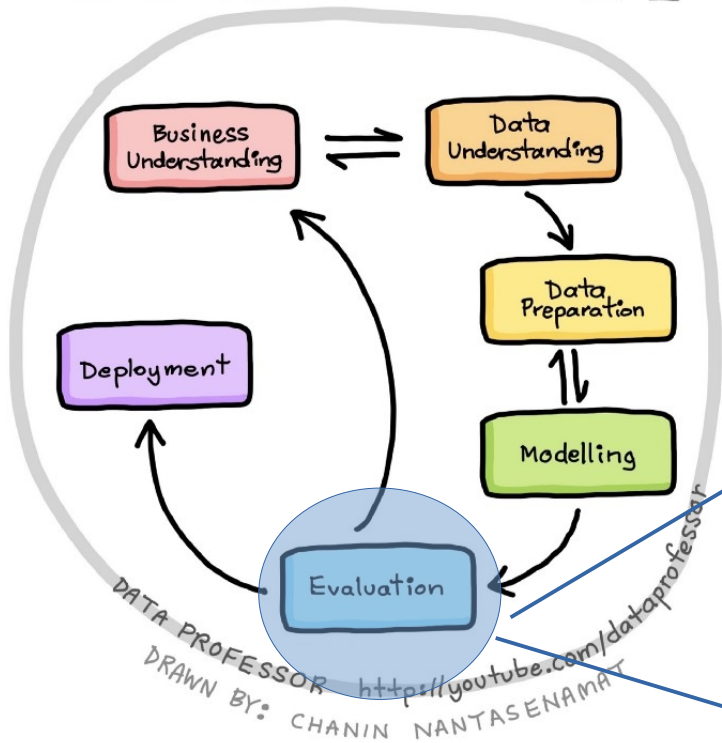 Business
Understanding
Data
Understanding
Data
Preparation
Deployment
Modelling
Evaluation
DATA PROFESSOR http://youtube.com/dataprofessor
DRAWN BY: CHANIN NANTASENAMAT